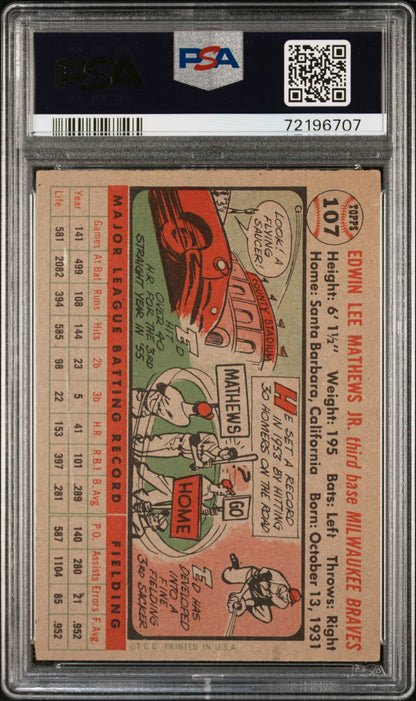 PSA
PSA
72196707
TOPPS
107
EDWIN LEE MATHEWS JR. third base MILWAUKEE BRAVES
Height: 6' 1½" Weight: 195 Bats: Left Throws: Right
Home: Santa Barbara, California Born: October 13, 1931
LOOK, A
FLYING
SAUCER!
COUNTY STADIUM
ED
HIT
OVER 40
H/R FOR THE 3RD
STRAIGHT YEAR IN '55.
HE SET A RECORD
IN 1953 BY HITTING
30 HOMERS ON THE ROAD
MATHEWS
GO
HOME
ED HAS
DEVELOPED
INTO A
FINE
FIELDING
3RD SACKER.
MAJOR LEAGUE BATTING RECORD FIELDING
Games At Bat Runs Hits 2b 3b H.R. R.B.I. B. Avg. P.O. Assists Errors F. Avg.
Year 141 499 108 144 23 5 41 101 .289 140 280 21 .952
Life 581 2082 394 585 98 22 153 397 .281 587 1104 85 .952
©T.C.G. PRINTED IN U.S.A.
PSA